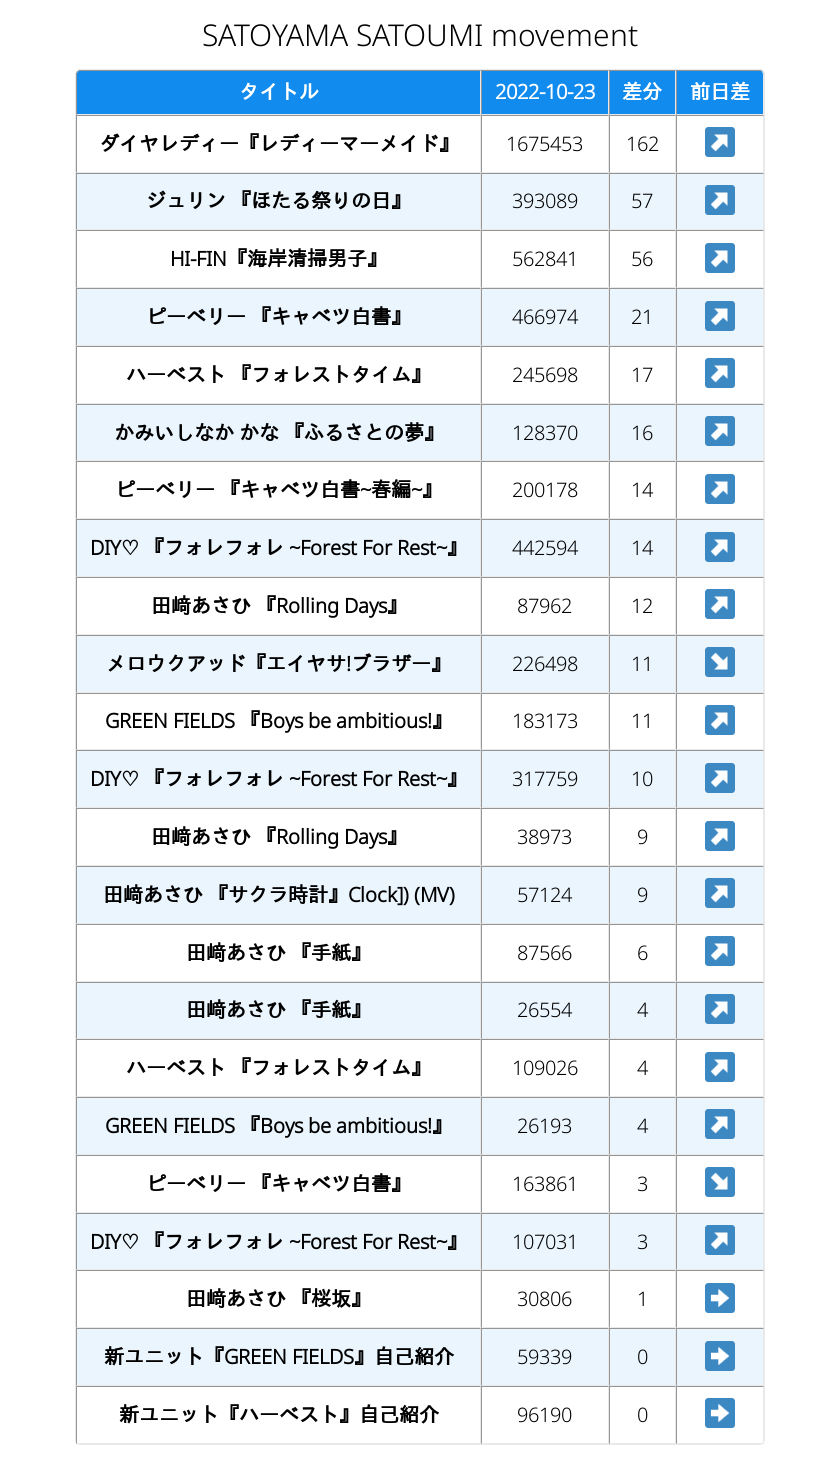 SATOYAMA SATOUMI movement
タイトル 2022-10-23 差分 前日差
ダイヤレディー『レディーマーメイド』 1675453 162 ↗
ジュリン 『ほたる祭りの日』 393089 57 ↗
HI-FIN『海岸清掃男子』 562841 56 ↗
ピーベリー 『キャベツ白書』 466974 21 ↗
ハーベスト 『フォレストタイム』 245698 17 ↗
かみいしなか かな 『ふるさとの夢』 128370 16 ↗
ピーベリー 『キャベツ白書~春編~』 200178 14 ↗
DIY♡ 『フォレフォレ ~Forest For Rest~』 442594 14 ↗
田﨑あさひ 『Rolling Days』 87962 12 ↗
メロウクアッド『エイヤサ!ブラザー』 226498 11 ↘
GREEN FIELDS 『Boys be ambitious!』 183173 11 ↗
DIY♡ 『フォレフォレ ~Forest For Rest~』 317759 10 ↗
田﨑あさひ 『Rolling Days』 38973 9 ↗
田﨑あさひ 『サクラ時計』Clock]) (MV) 57124 9 ↗
田﨑あさひ 『手紙』 87566 6 ↗
田﨑あさひ 『手紙』 26554 4 ↗
ハーベスト 『フォレストタイム』 109026 4 ↗
GREEN FIELDS 『Boys be ambitious!』 26193 4 ↗
ピーベリー 『キャベツ白書』 163861 3 ↘
DIY♡ 『フォレフォレ ~Forest For Rest~』 107031 3 ↗
田﨑あさひ 『桜坂』 30806 1 →
新ユニット『GREEN FIELDS』自己紹介 59339 0 →
新ユニット『ハーベスト』自己紹介 96190 0 →